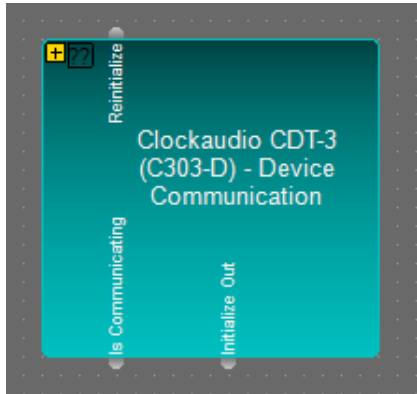 + ??
Reinitialize
Clockaudio CDT-3
(C303-D) - Device
Communication
Is Communicating
Initialize Out